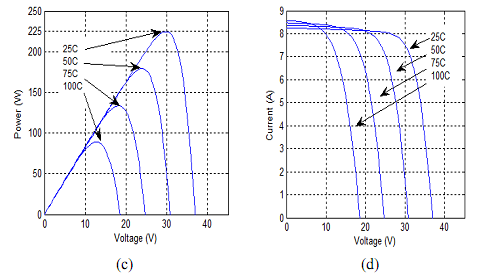 250
225
200
150
100
50
0
25C
50C
75C
100C
Power (W)
0 10 20 30 40
Voltage (V)
(c)
9
8
7
6
5
4
3
2
1
0
25C
50C
75C
100C
Current (A)
0 10 20 30 40
Voltage (V)
(d)